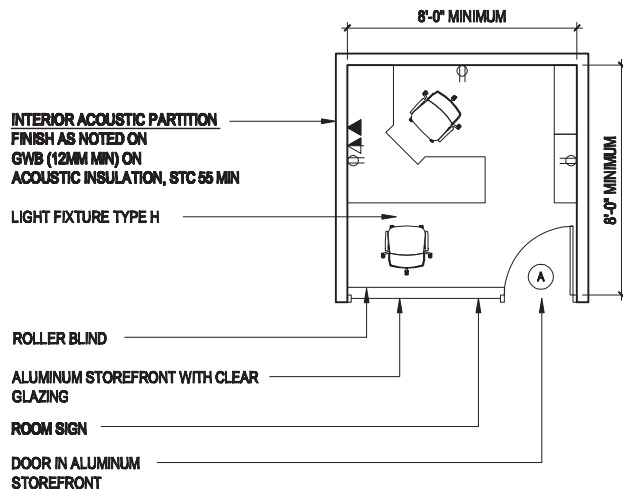 8'-0" MINIMUM
INTERIOR ACOUSTIC PARTITION
FINISH AS NOTED ON
GWB (12MM MIN) ON
ACOUSTIC INSULATION, STC 55 MIN
8'-0" MINIMUM
LIGHT FIXTURE TYPE H
A
ROLLER BLIND
ALUMINUM STOREFRONT WITH CLEAR
GLAZING
ROOM SIGN
DOOR IN ALUMINUM
STOREFRONT